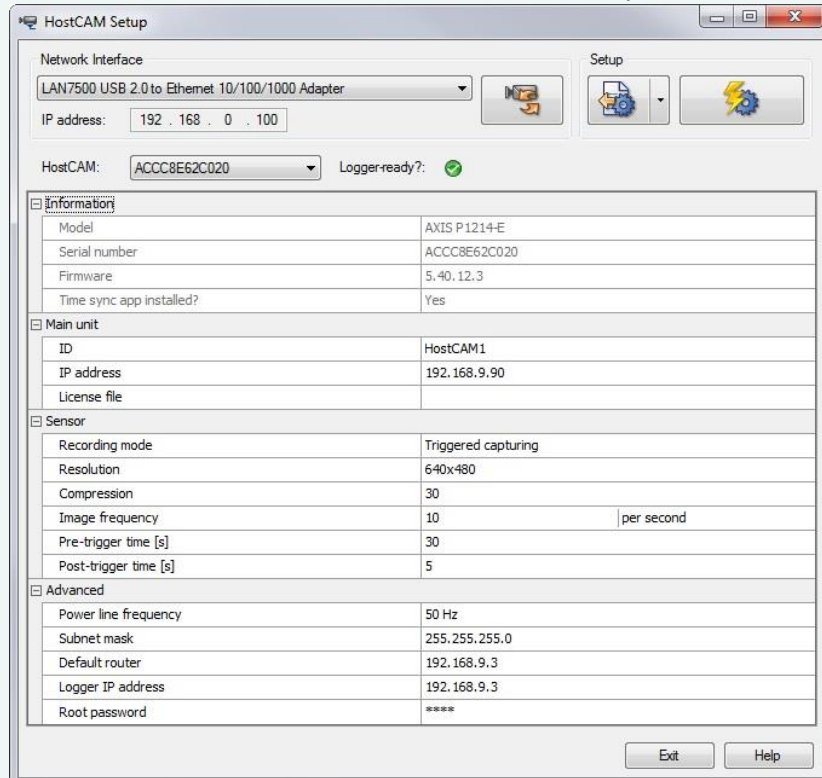 HostCAM Setup
Network Interface
Setup
LAN7500 USB 2.0 to Ethernet 10/100/1000 Adapter
IP address: 192 . 168 . 0 . 100
HostCAM: ACCC8E62C020 Logger-ready?:
Information
Model AXIS P1214-E
Serial number ACCC8E62C020
Firmware 5.40.12.3
Time sync app installed? Yes
Main unit
ID HostCAM1
IP address 192.168.9.90
License file
Sensor
Recording mode Triggered capturing
Resolution 640x480
Compression 30
Image frequency 10 per second
Pre-trigger time [s] 30
Post-trigger time [s] 5
Advanced
Power line frequency 50 Hz
Subnet mask 255.255.255.0
Default router 192.168.9.3
Logger IP address 192.168.9.3
Root password ****
Exit Help